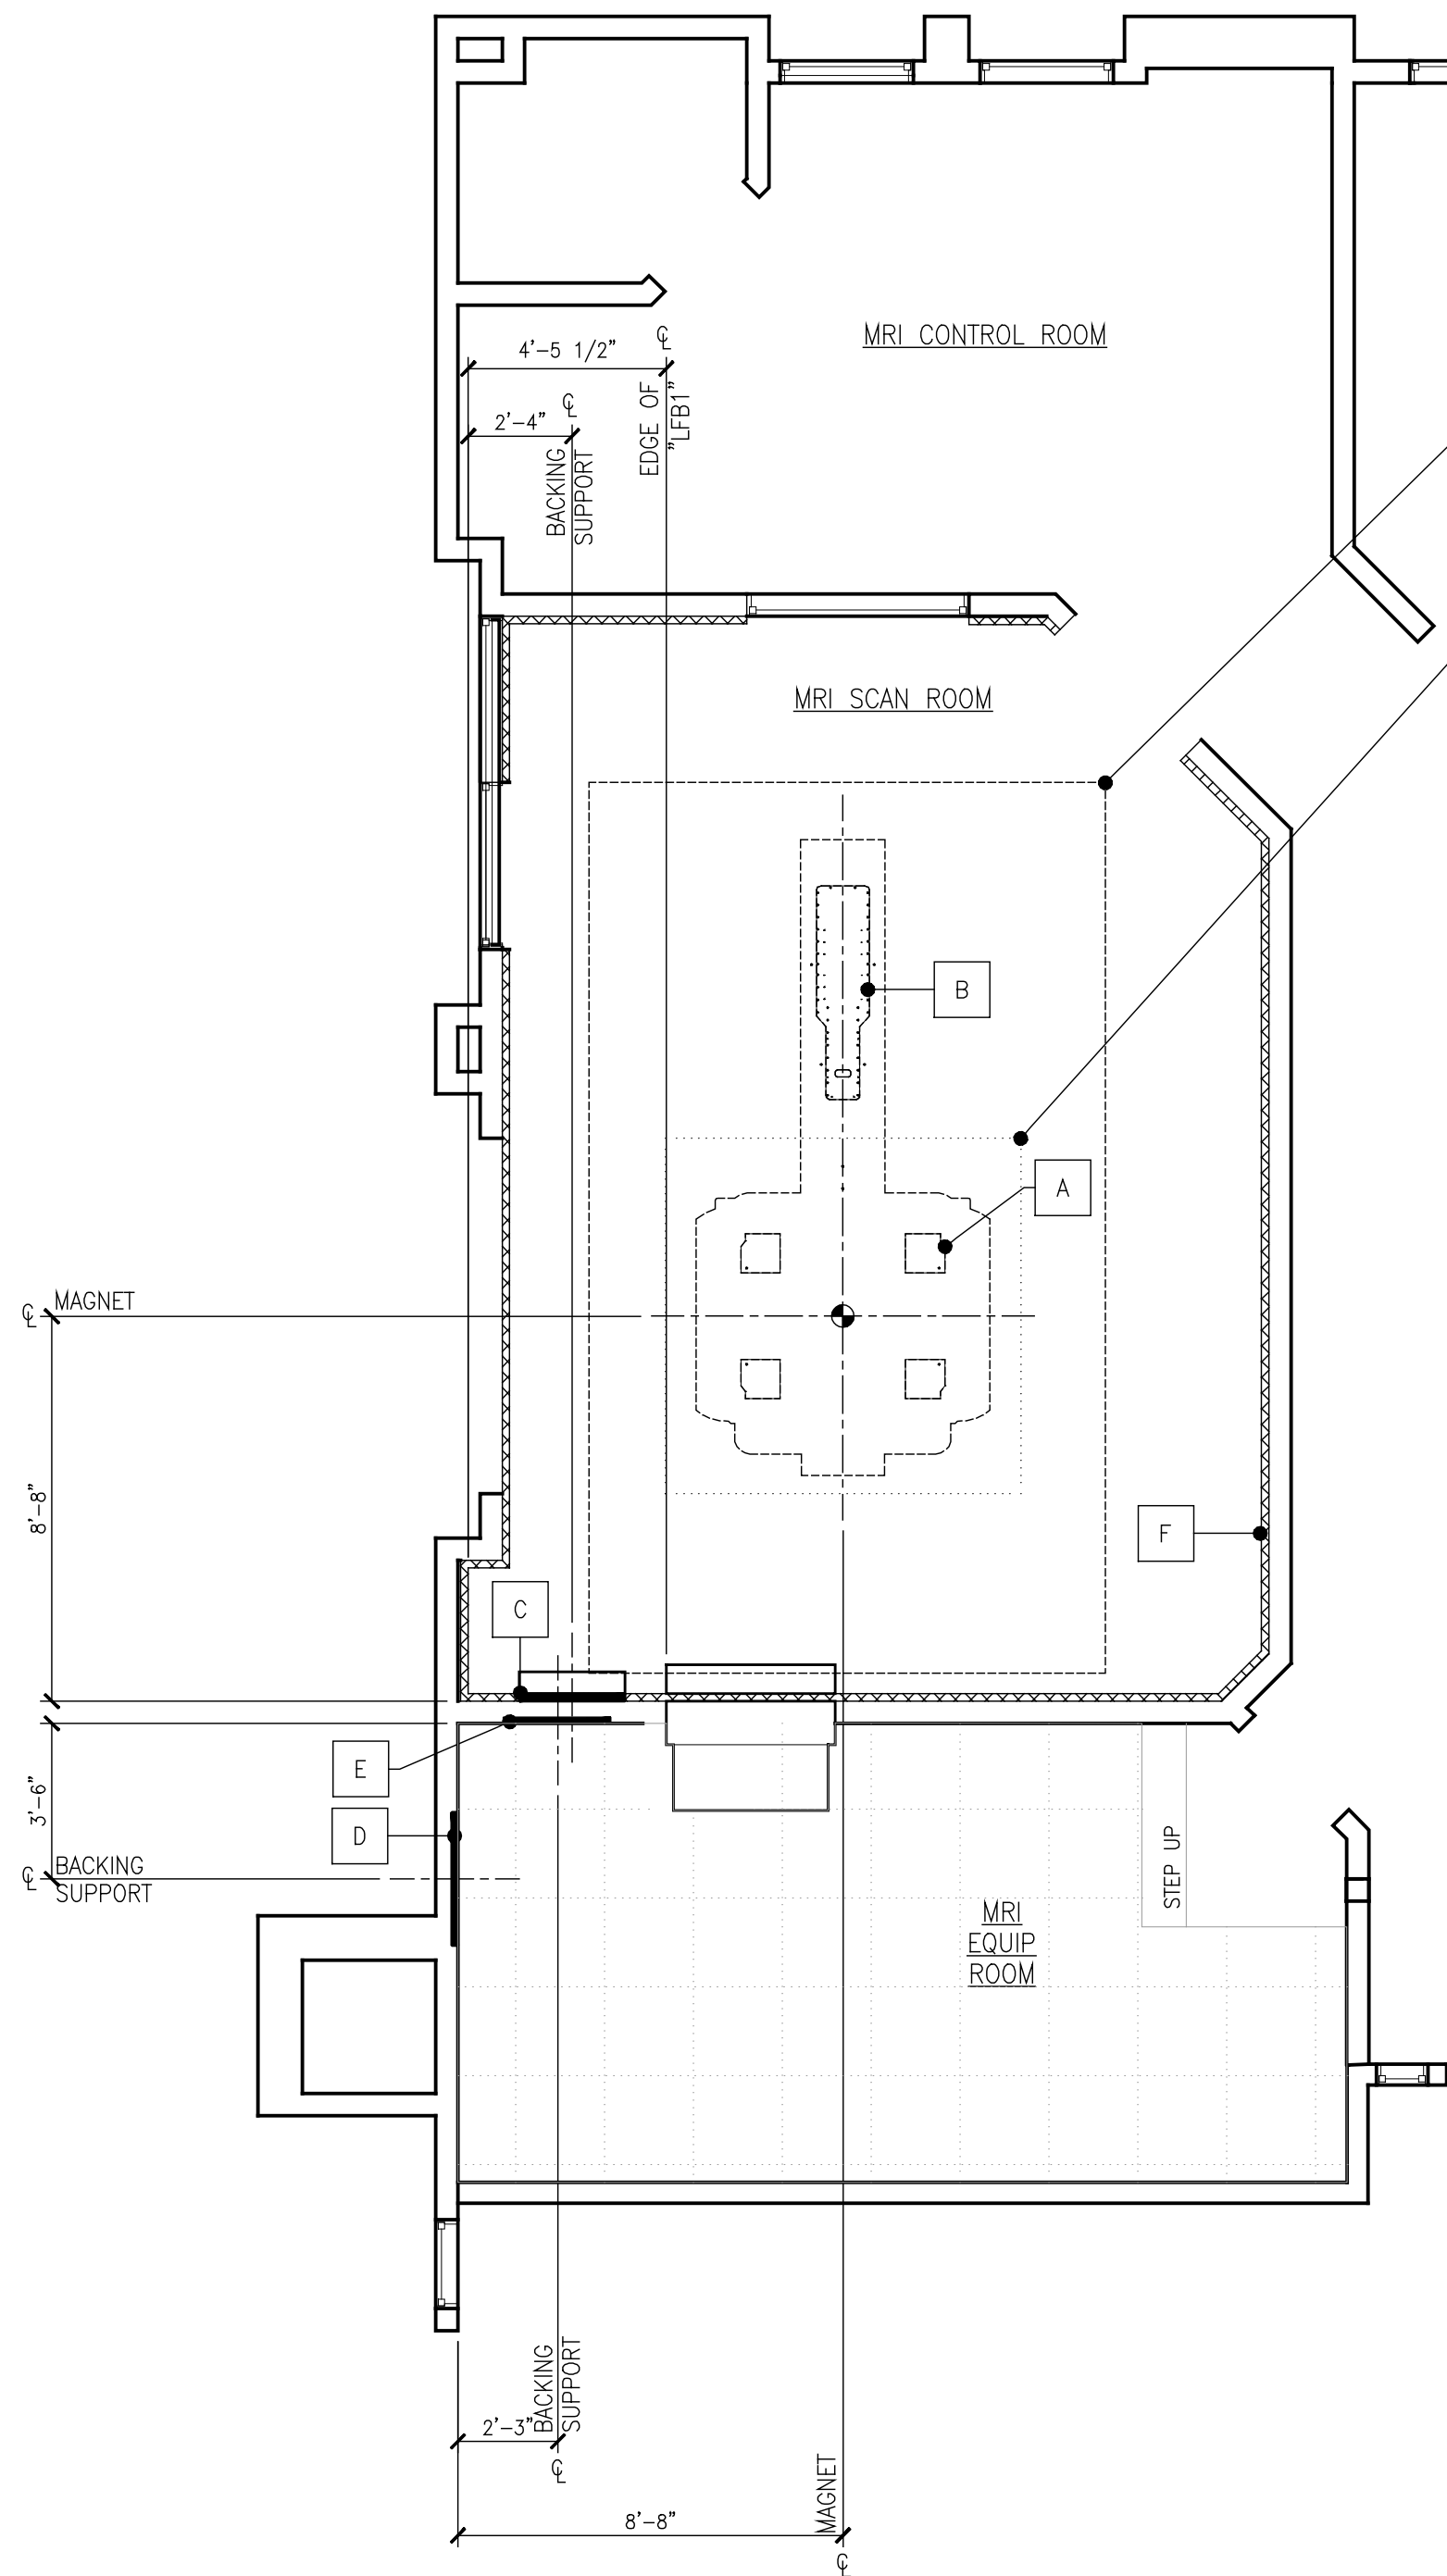 MRI CONTROL ROOM
℄
4'-5 1/2"
EDGE OF
"LFB1"
℄
2'-4"
BACKING
SUPPORT
MRI SCAN ROOM
B
A
MAGNET
℄
8'-8"
F
C
E
D
3'-6"
℄
BACKING
SUPPORT
STEP UP
MRI
EQUIP
ROOM
BACKING
SUPPORT
2'-3"
℄
MAGNET
8'-8"
℄